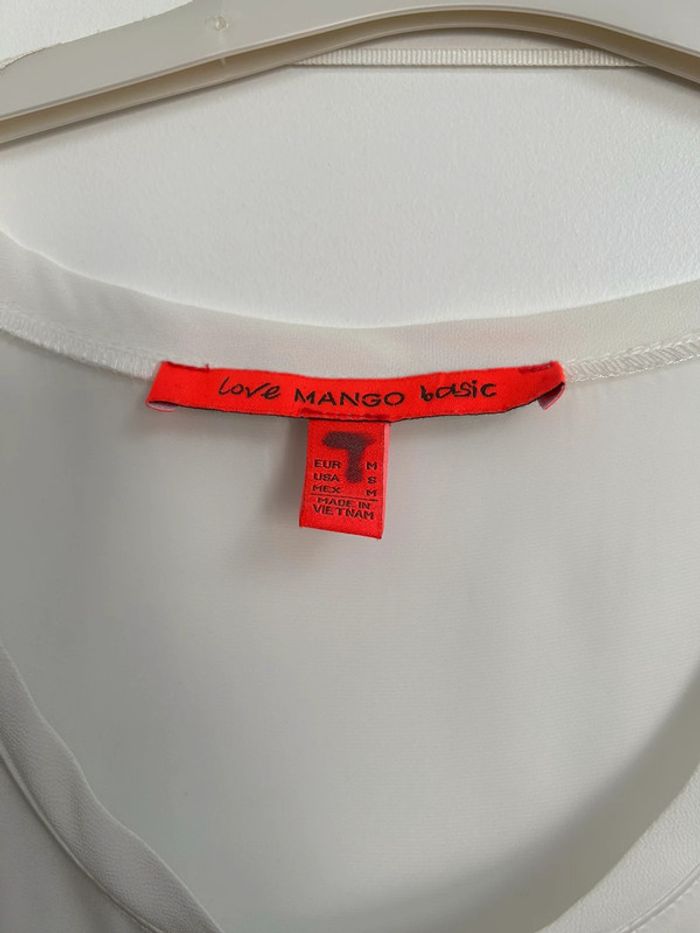 love MANGO basic
T
EUR M
USA S
MEX M
MADE IN
VIETNAM